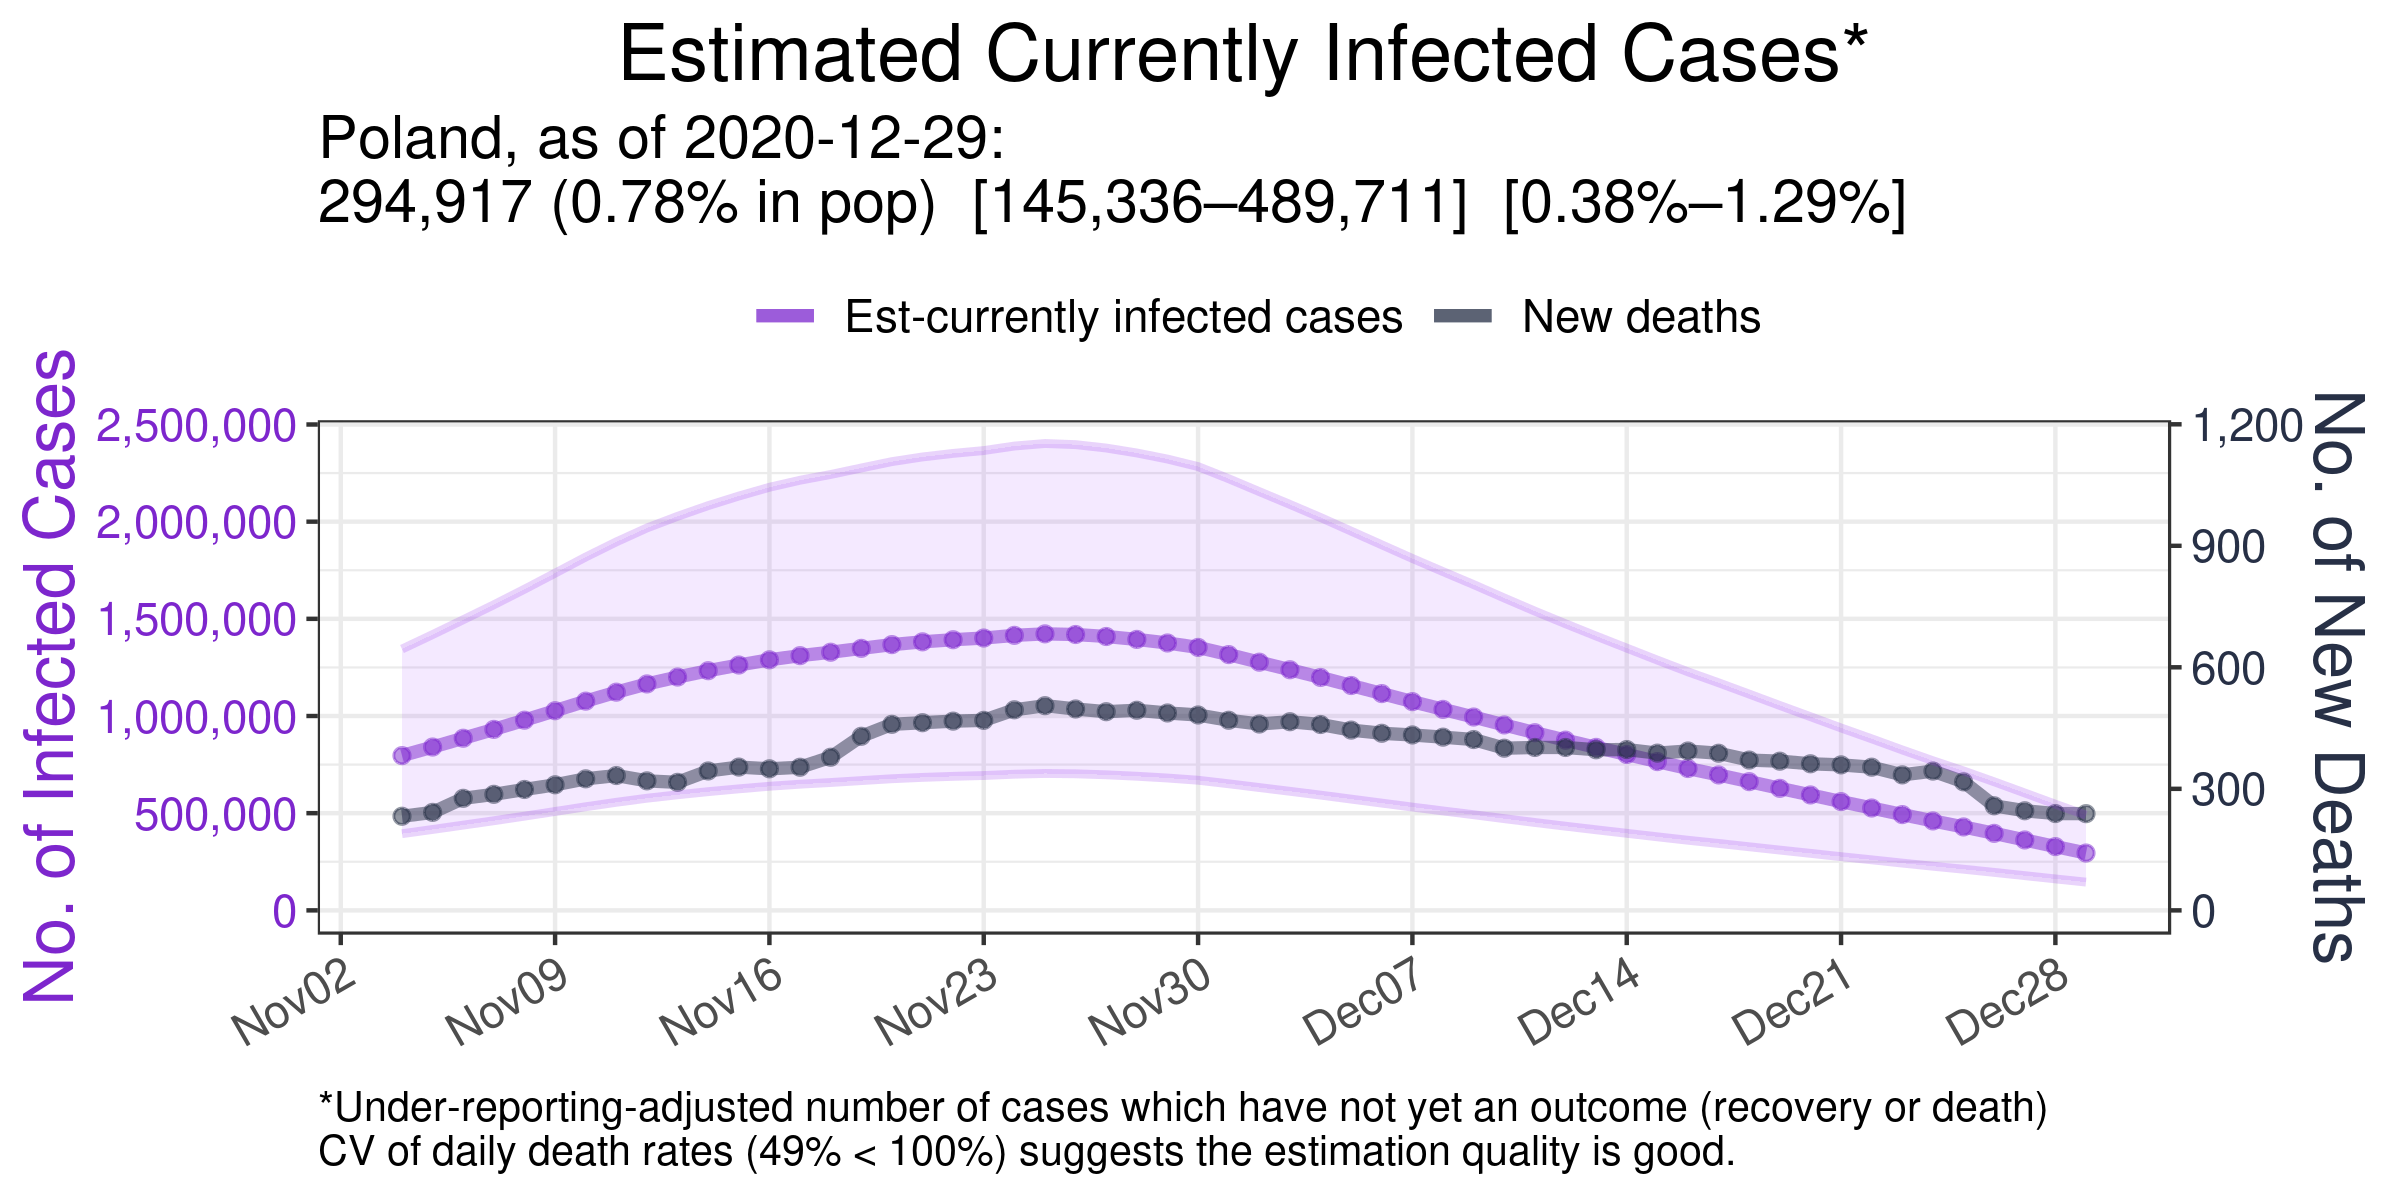 Estimated Currently Infected Cases*
Poland, as of 2020-12-29:
294,917 (0.78% in pop)  [145,336–489,711]  [0.38%–1.29%]
Est-currently infected cases
New deaths
No. of Infected Cases
2,500,000
2,000,000
1,500,000
1,000,000
500,000
0
1,200
900
600
300
0
No. of New Deaths
Nov02
Nov09
Nov16
Nov23
Nov30
Dec07
Dec14
Dec21
Dec28
*Under-reporting-adjusted number of cases which have not yet an outcome (recovery or death)
CV of daily death rates (49% < 100%) suggests the estimation quality is good.